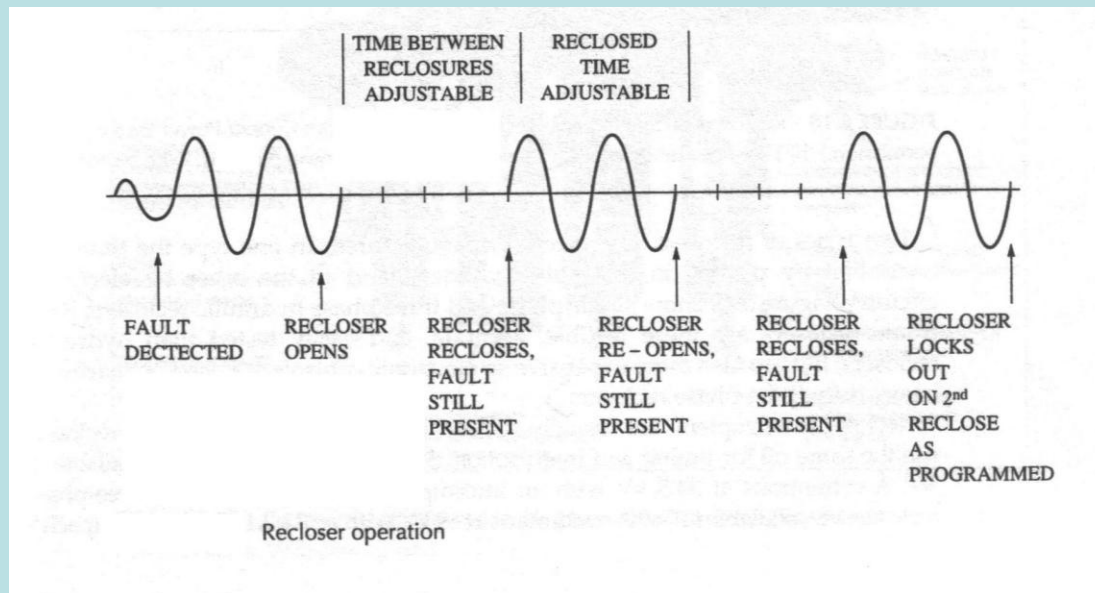 TIME BETWEEN
RECLOSURES
ADJUSTABLE
RECLOSED
TIME
ADJUSTABLE
FAULT
DECTECTED
RECLOSER
OPENS
RECLOSER
RECLOSES,
FAULT
STILL
PRESENT
RECLOSER
RE – OPENS,
FAULT
STILL
PRESENT
RECLOSER
RECLOSES,
FAULT
STILL
PRESENT
RECLOSER
LOCKS
OUT
ON 2nd
RECLOSE
AS
PROGRAMMED
Recloser operation